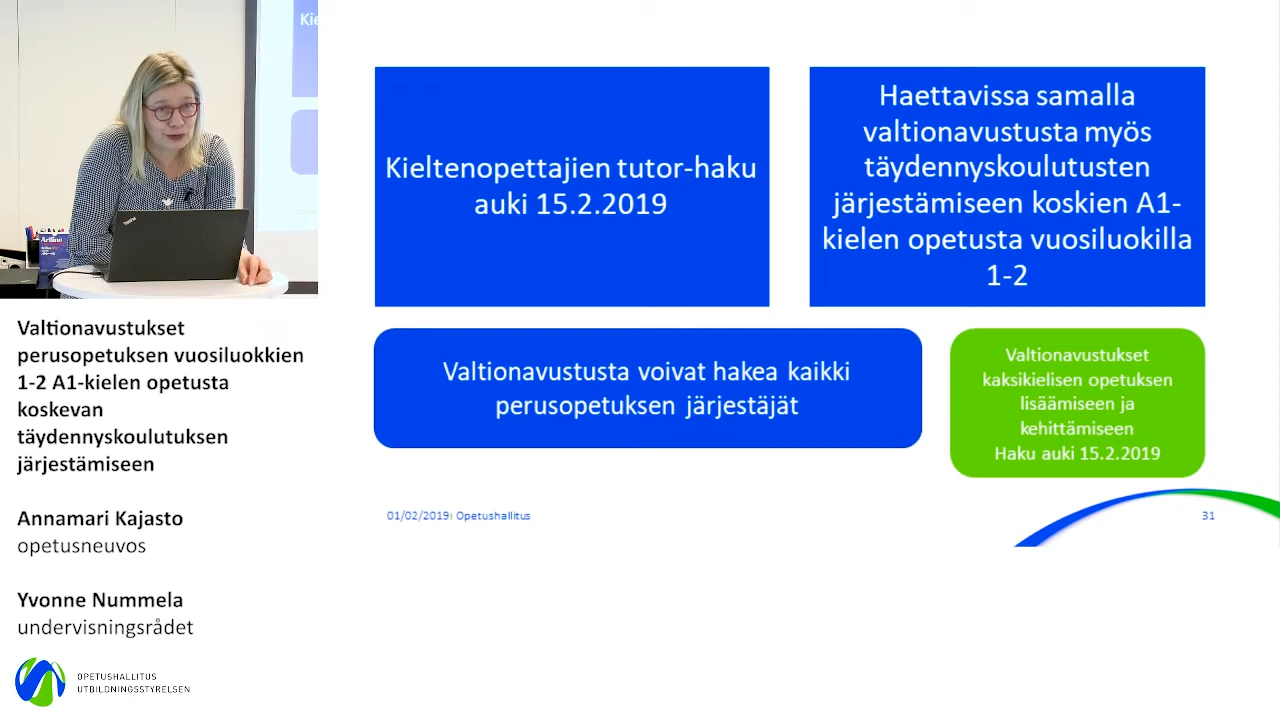 Kie
Artline
ThinkPad
Valtionavustukset
perusopetuksen vuosiluokkien
1-2 A1-kielen opetusta
koskevan
täydennyskoulutuksen
järjestämiseen
Annamari Kajasto
opetusneuvos
Yvonne Nummela
undervisningsrådet
OPETUSHALLITUS
UTBILDNINGSSTYRELSEN
Kieltenopettajien tutor-haku
auki 15.2.2019
Haettavissa samalla
valtionavustusta myös
täydennyskoulutusten
järjestämiseen koskien A1-
kielen opetusta vuosiluokilla
1-2
Valtionavustusta voivat hakea kaikki
perusopetuksen järjestäjät
Valtionavustukset
kaksikielisen opetuksen
lisäämiseen ja
kehittämiseen
Haku auki 15.2.2019
01/02/2019 Opetushallitus
31